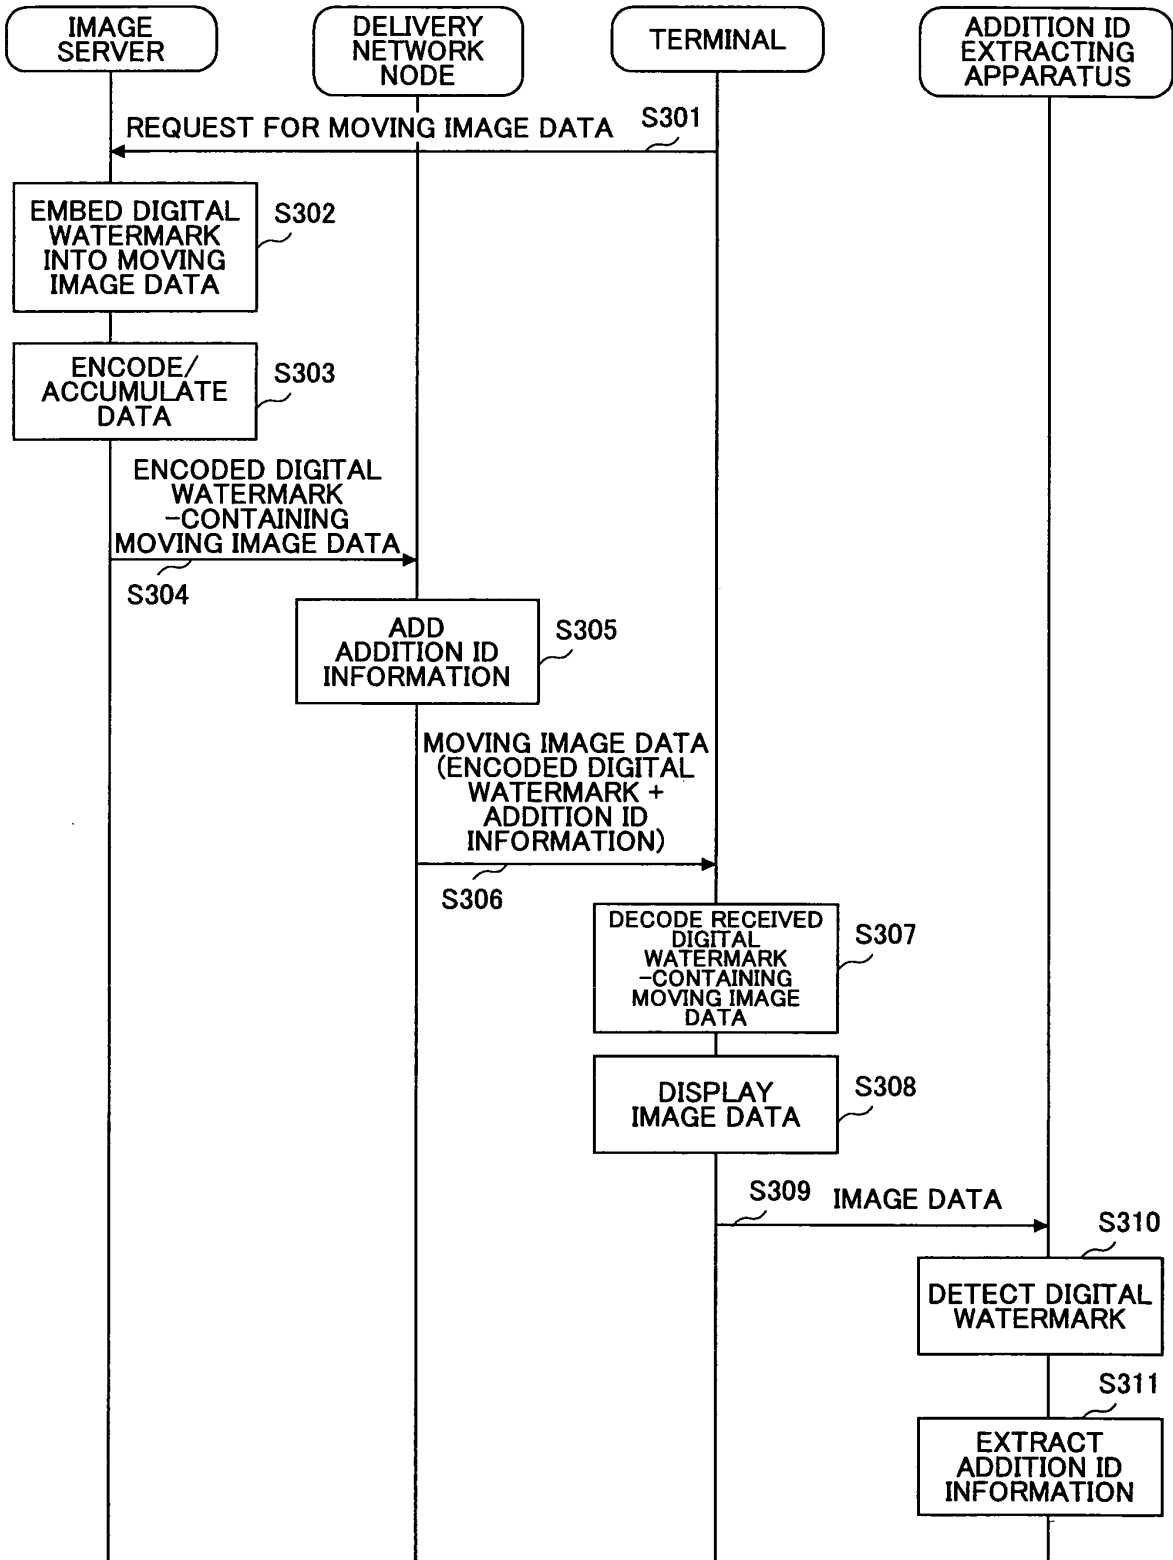 IMAGE
SERVER
DELIVERY
NETWORK
NODE
TERMINAL
ADDITION ID
EXTRACTING
APPARATUS
REQUEST FOR MOVING IMAGE DATA
S301
EMBED DIGITAL
WATERMARK
INTO MOVING
IMAGE DATA
S302
ENCODE/
ACCUMULATE
DATA
S303
ENCODED DIGITAL
WATERMARK
-CONTAINING
MOVING IMAGE DATA
S304
ADD
ADDITION ID
INFORMATION
S305
MOVING IMAGE DATA
(ENCODED DIGITAL
WATERMARK +
ADDITION ID
INFORMATION)
S306
DECODE RECEIVED
DIGITAL
WATERMARK
-CONTAINING
MOVING IMAGE
DATA
S307
DISPLAY
IMAGE DATA
S308
S309
IMAGE DATA
S310
DETECT DIGITAL
WATERMARK
S311
EXTRACT
ADDITION ID
INFORMATION